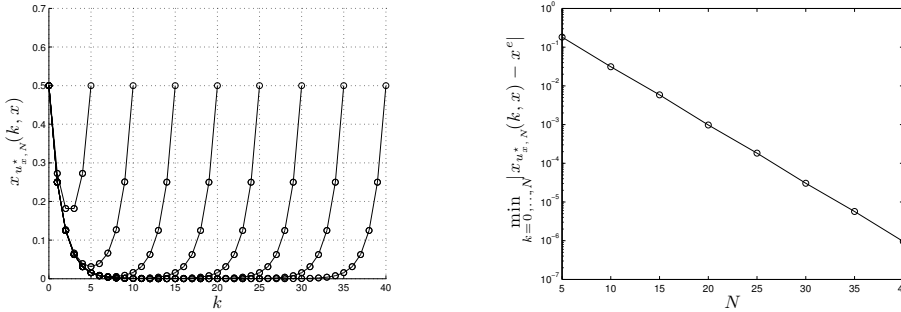 0.7
0.6
0.5
0.4
0.3
0.2
0.1
0
x_{u^⋆_{x,N}}(k, x)
0 5 10 15 20 25 30 35 40
k
10^0
10^{-1}
10^{-2}
10^{-3}
10^{-4}
10^{-5}
10^{-6}
10^{-7}
min_{k=0,...,N} |x_{u^⋆_{x,N}}(k, x) − x^e|
5 10 15 20 25 30 35 40
N